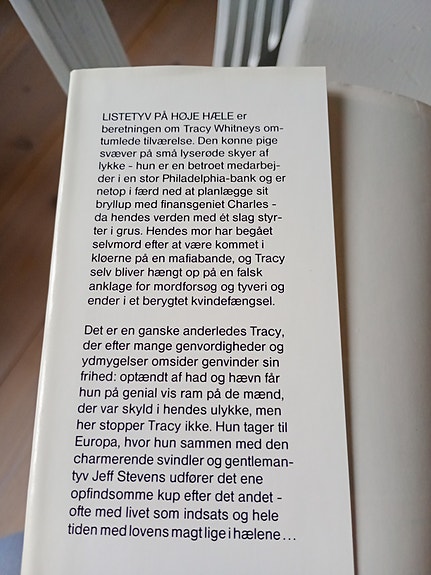 LISTETYV PÅ HØJE HÆLE er
beretningen om Tracy Whitneys om-
tumlede tilværelse. Den kønne pige
svæver på små lyserøde skyer af
lykke - hun er en betroet medarbej-
der i en stor Philadelphia-bank og er
netop i færd ned at planlægge sit
bryllup med finansgeniet Charles -
da hendes verden med ét slag styr-
ter i grus. Hendes mor har begået
selvmord efter at være kommet i
kløerne på en mafiabande, og Tracy
selv bliver hængt op på en falsk
anklage for mordforsøg og tyveri og
ender i et berygtet kvindefængsel.
Det er en ganske anderledes Tracy,
der efter mange genvordigheder og
ydmygelser omsider genvinder sin
frihed: optændt af had og hævn får
hun på genial vis ram på de mænd,
der var skyld i hendes ulykke, men
her stopper Tracy ikke. Hun tager til
Europa, hvor hun sammen med den
charmerende svindler og gentleman-
tyv Jeff Stevens udfører det ene
opfindsomme kup efter det andet -
ofte med livet som indsats og hele
tiden med lovens magt lige i hælene...